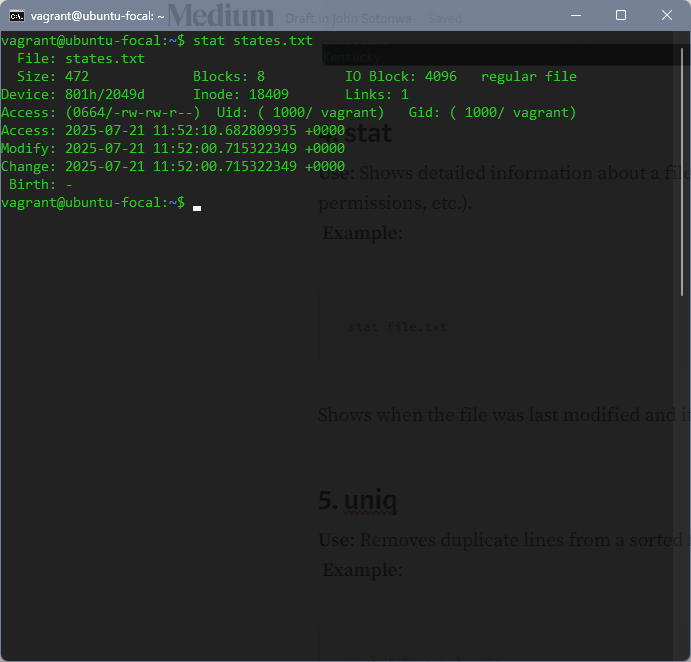 vagrant@ubuntu-focal: ~
Medium
Draft in John Sotonwa
Saved
vagrant@ubuntu-focal:~$ stat states.txt
  File: states.txt
Kentucky
  Size: 472             Blocks: 8          IO Block: 4096   regular file
Device: 801h/2049d      Inode: 18409       Links: 1
Access: (0664/-rw-rw-r--)  Uid: ( 1000/ vagrant)   Gid: ( 1000/ vagrant)
Access: 2025-07-21 11:52:10.682809935 +0000
stat
Modify: 2025-07-21 11:52:00.715322349 +0000
Change: 2025-07-21 11:52:00.715322349 +0000
Use: Shows detailed information about a file
 Birth: -
vagrant@ubuntu-focal:~$
permissions, etc.).
Example:
stat file.txt
Shows when the file was last modified and
5. uniq
Use: Removes duplicate lines from a sorted
Example: